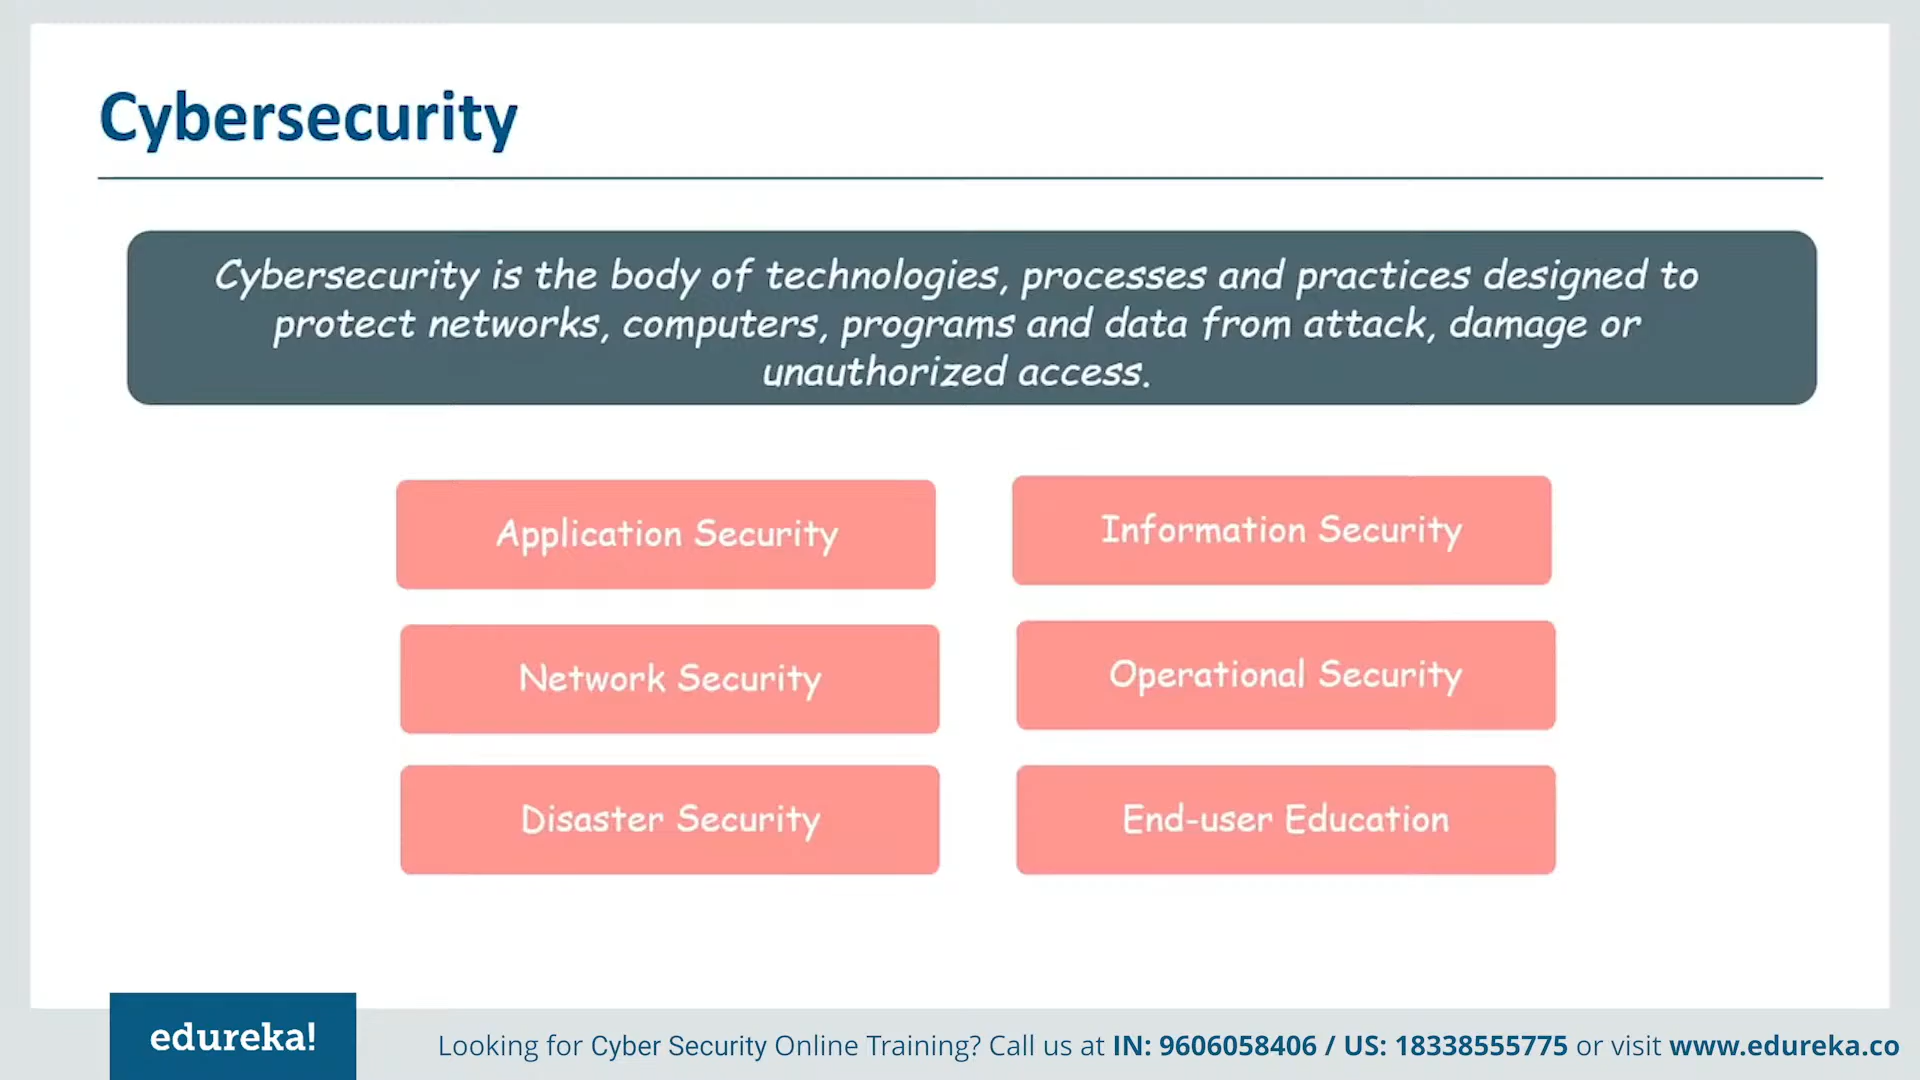 Cybersecurity
Cybersecurity is the body of technologies, processes and practices designed to
protect networks, computers, programs and data from attack, damage or
unauthorized access.
Application Security
Information Security
Network Security
Operational Security
Disaster Security
End-user Education
edureka!
Looking for Cyber Security Online Training? Call us at IN: 9606058406 / US: 18338555775 or visit www.edureka.co